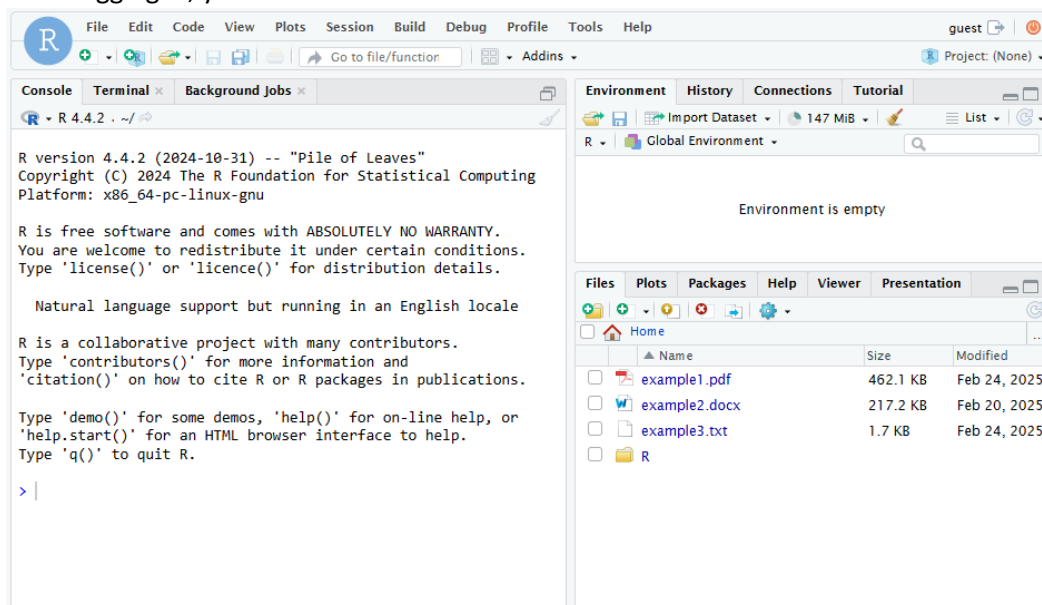 File Edit Code View Plots Session Build Debug Profile Tools Help guest
R
Go to file/function Addins Project: (None)
Console Terminal Background Jobs
R 4.4.2 . ~/
R version 4.4.2 (2024-10-31) -- "Pile of Leaves"
Copyright (C) 2024 The R Foundation for Statistical Computing
Platform: x86_64-pc-linux-gnu
R is free software and comes with ABSOLUTELY NO WARRANTY.
You are welcome to redistribute it under certain conditions.
Type 'license()' or 'licence()' for distribution details.
Natural language support but running in an English locale
R is a collaborative project with many contributors.
Type 'contributors()' for more information and
'citation()' on how to cite R or R packages in publications.
Type 'demo()' for some demos, 'help()' for on-line help, or
'help.start()' for an HTML browser interface to help.
Type 'q()' to quit R.
>
Environment History Connections Tutorial
Import Dataset 147 MiB List
R Global Environment
Environment is empty
Files Plots Packages Help Viewer Presentation
Home ..
Name Size Modified
example1.pdf 462.1 KB Feb 24, 2025
example2.docx 217.2 KB Feb 20, 2025
example3.txt 1.7 KB Feb 24, 2025
R